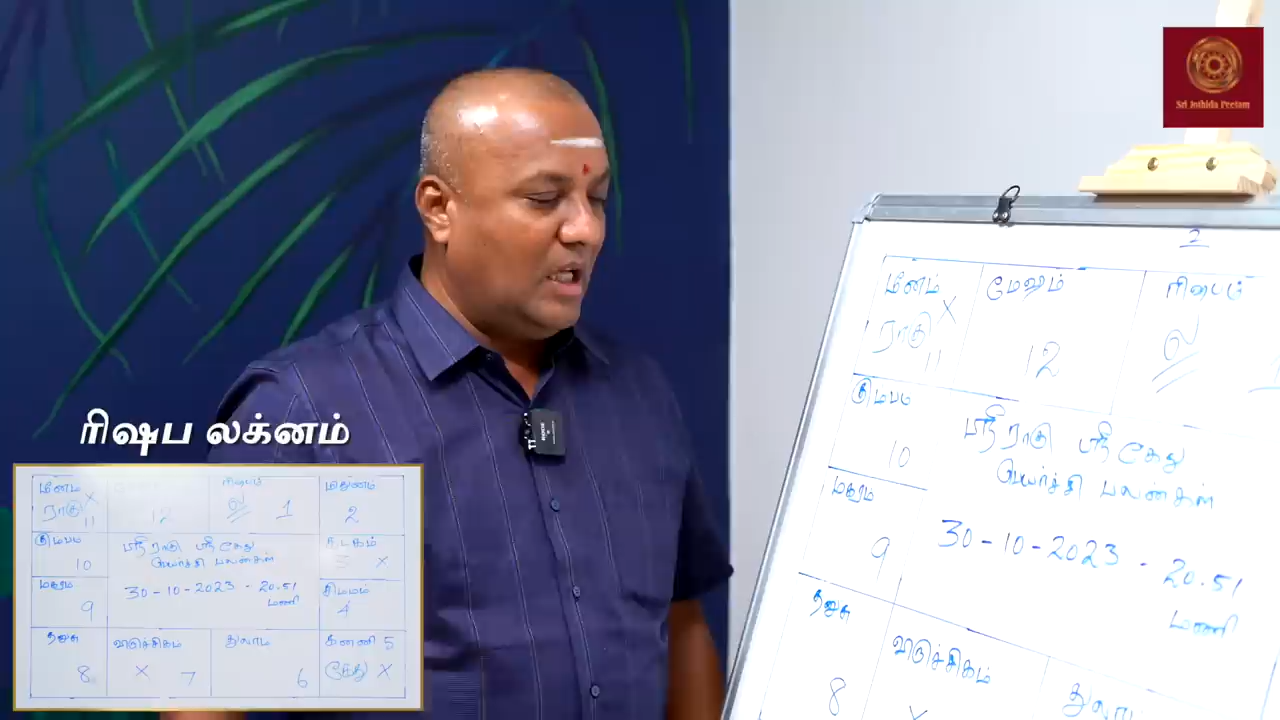 Sri Jothida Peetam
2
மீனம் X
ராகு
11
மேஷம்
12
ரிஷபம்
ல
கும்பம்
10
ஸ்ரீ ராகு ஸ்ரீ கேது
பெயர்ச்சி பலன்கள்
மகரம்
9
30-10-2023 - 20.51
மணி
தனுசு
8
விருச்சிகம்
X
துலாம்
ரிஷப லக்னம்
மீனம் X
ராகு
11
12
ரிஷபம்
ல 1
மிதுனம்
2
கும்பம்
10
ஸ்ரீ ராகு ஸ்ரீ கேது
பெயர்ச்சி பலன்கள்
கடகம்
3 X
மகரம்
9
30-10-2023 - 20.51
மணி
சிம்மம்
4
தனுசு
8
விருச்சிகம்
X 7
துலாம்
6
கன்னி 5
கேது X